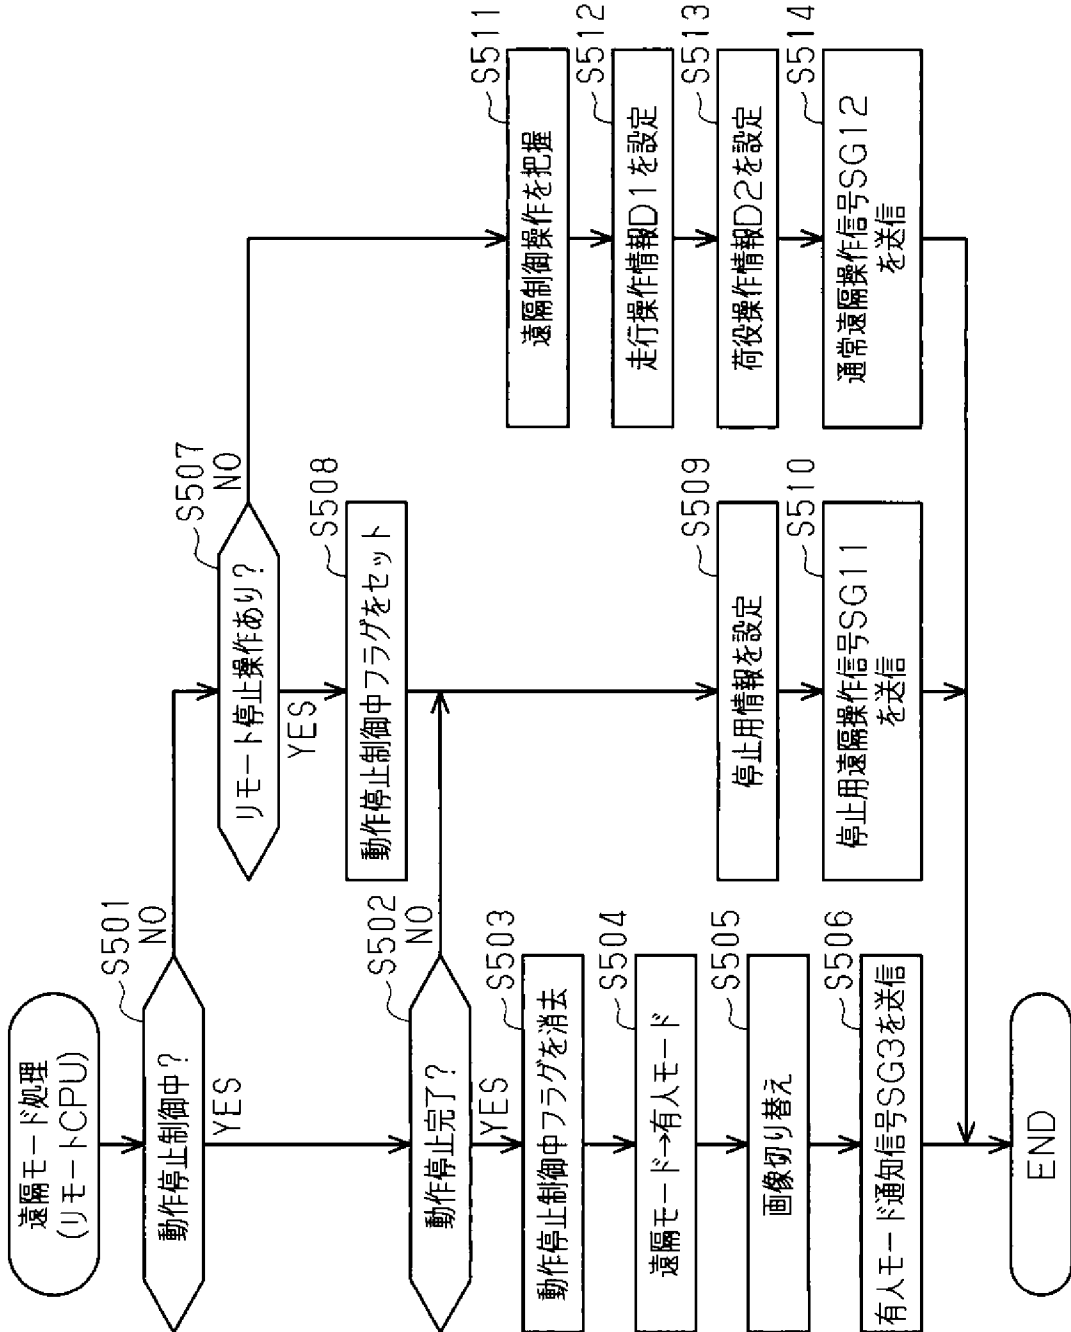 遠隔モード処理
(リモートCPU)
S501
動作停止制御中?
NO
YES
S502
動作停止完了?
NO
YES
S503
動作停止制御中フラグを消去
S504
遠隔モード→有人モード
S505
画像切り替え
S506
有人モード通知信号SG3を送信
S507
リモート停止操作あり?
NO
YES
S508
動作停止制御中フラグをセット
S509
停止用情報を設定
S510
停止用遠隔操作信号SG11
を送信
S511
遠隔制御操作を把握
S512
走行操作情報D1を設定
S513
荷役操作情報D2を設定
S514
通常遠隔操作信号SG12
を送信
END